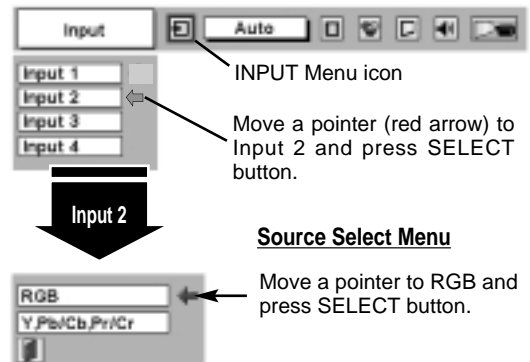 Input
Auto
INPUT Menu icon
Input 1
Input 2
Input 3
Input 4
Move a pointer (red arrow) to
Input 2 and press SELECT
button.
Input 2
Source Select Menu
RGB
Y,Pb/Cb,Pr/Cr
Move a pointer to RGB and
press SELECT button.